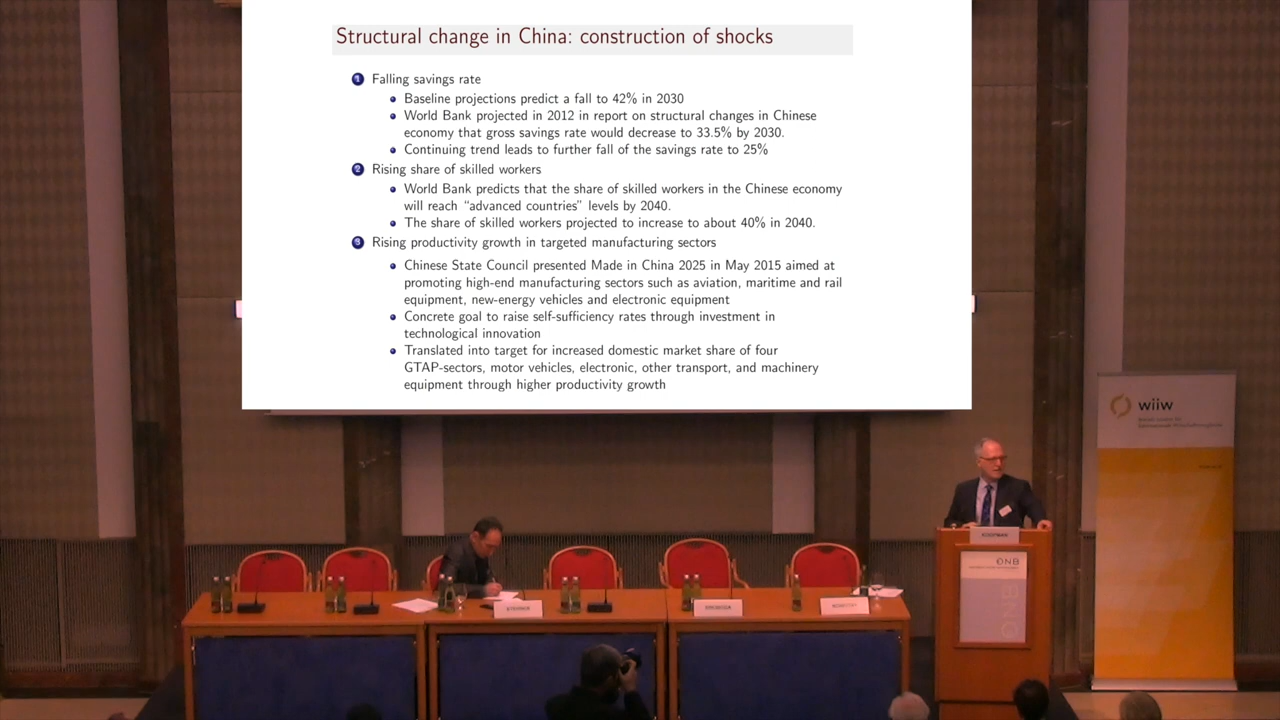 Structural change in China: construction of shocks
1 Falling savings rate
Baseline projections predict a fall to 42% in 2030
World Bank projected in 2012 in report on structural changes in Chinese
economy that gross savings rate would decrease to 33.5% by 2030.
Continuing trend leads to further fall of the savings rate to 25%
2 Rising share of skilled workers
World Bank predicts that the share of skilled workers in the Chinese economy
will reach “advanced countries” levels by 2040.
The share of skilled workers projected to increase to about 40% in 2040.
3 Rising productivity growth in targeted manufacturing sectors
Chinese State Council presented Made in China 2025 in May 2015 aimed at
promoting high-end manufacturing sectors such as aviation, maritime and rail
equipment, new-energy vehicles and electronic equipment
Concrete goal to raise self-sufficiency rates through investment in
technological innovation
Translated into target for increased domestic market share of four
GTAP-sectors, motor vehicles, electronic, other transport, and machinery
equipment through higher productivity growth
wiiw
KOOPMAN
ÖNB
ÖNB